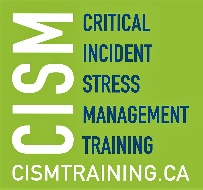 CISM
CRITICAL
INCIDENT
STRESS
MANAGEMENT
TRAINING
CISMTRAINING.CA